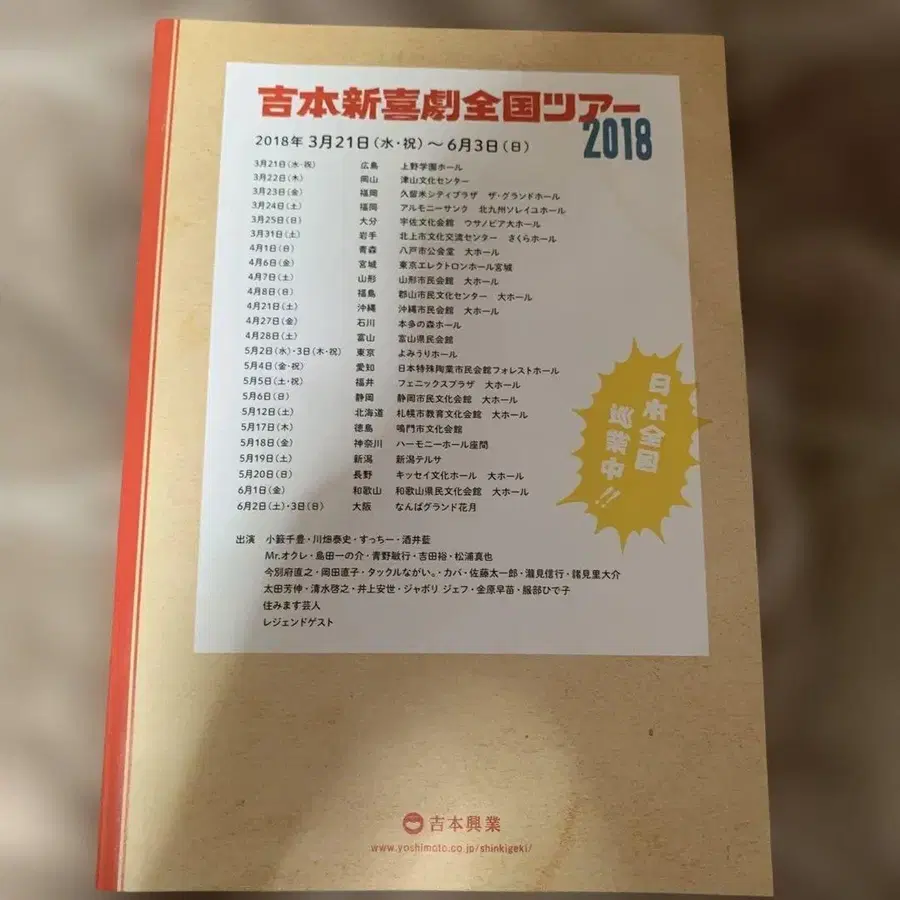 吉本新喜劇全国ツアー
2018
2018年 3月21日(水・祝)～6月3日(日)
3月21日(水・祝) 広島 上野学園ホール
3月22日(木) 岡山 津山文化センター
3月23日(金) 福岡 久留米シティプラザ ザ・グランドホール
3月24日(土) 福岡 アルモニーサンク 北九州ソレイユホール
3月25日(日) 大分 宇佐文化会館 ウサノピア大ホール
3月31日(土) 岩手 北上市文化交流センター さくらホール
4月1日(日) 青森 八戸市公会堂 大ホール
4月6日(金) 宮城 東京エレクトロンホール宮城
4月7日(土) 山形 山形市民会館 大ホール
4月8日(日) 福島 郡山市民文化センター 大ホール
4月21日(土) 沖縄 沖縄市民会館 大ホール
4月27日(金) 石川 本多の森ホール
4月28日(土) 富山 富山県民会館
5月2日(水)・3日(木・祝) 東京 よみうりホール
5月4日(金・祝) 愛知 日本特殊陶業市民会館フォレストホール
5月5日(土・祝) 福井 フェニックスプラザ 大ホール
5月6日(日) 静岡 静岡市民文化会館 大ホール
5月12日(土) 北海道 札幌市教育文化会館 大ホール
5月17日(木) 徳島 鳴門市文化会館
5月18日(金) 神奈川 ハーモニーホール座間
5月19日(土) 新潟 新潟テルサ
5月20日(日) 長野 キッセイ文化ホール 大ホール
6月1日(金) 和歌山 和歌山県民文化会館 大ホール
6月2日(土)・3日(日) 大阪 なんばグランド花月
日本全国
巡業中!!
出演 小籔千豊・川畑泰史・すっちー・酒井藍
Mr.オクレ・島田一の介・青野敏行・吉田裕・松浦真也
今別府直之・岡田直子・タックルながい。・カバ・佐藤太一郎・瀧見信行・諸見里大介
太田芳伸・清水啓之・井上安世・ジャボリ ジェフ・金原早苗・服部ひで子
住みます芸人
レジェンドゲスト
吉本興業
www.yoshimoto.co.jp/shinkigeki/